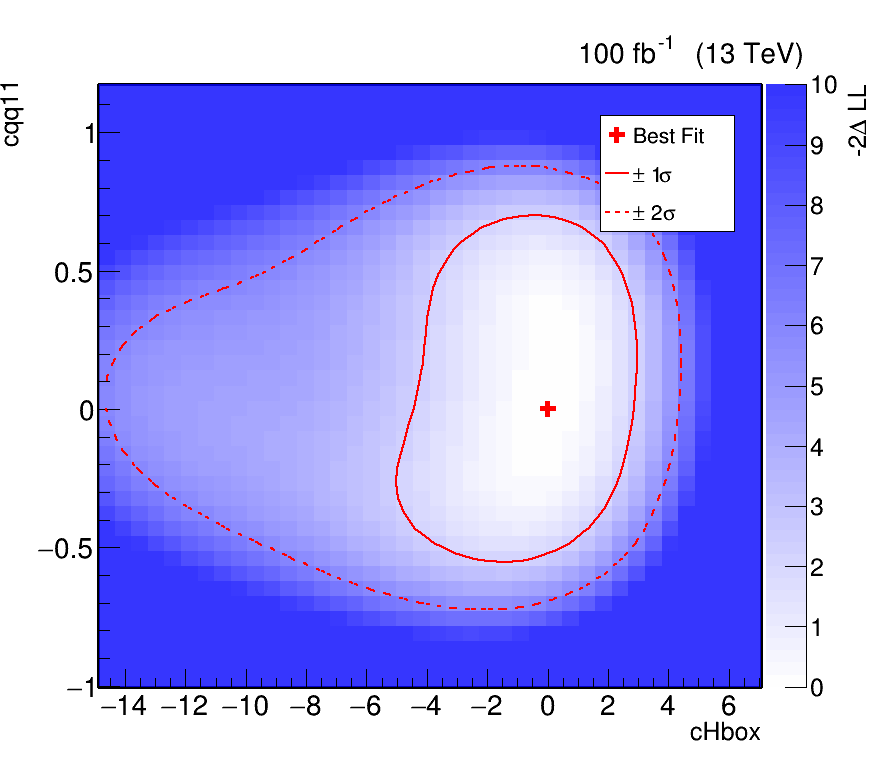 100 fb⁻¹ (13 TeV)
cqq11
-2Δ LL
Best Fit
± 1σ
± 2σ
1
0.5
0
−0.5
−1
10
9
8
7
6
5
4
3
2
1
0
−14 −12 −10 −8 −6 −4 −2 0 2 4 6
cHbox